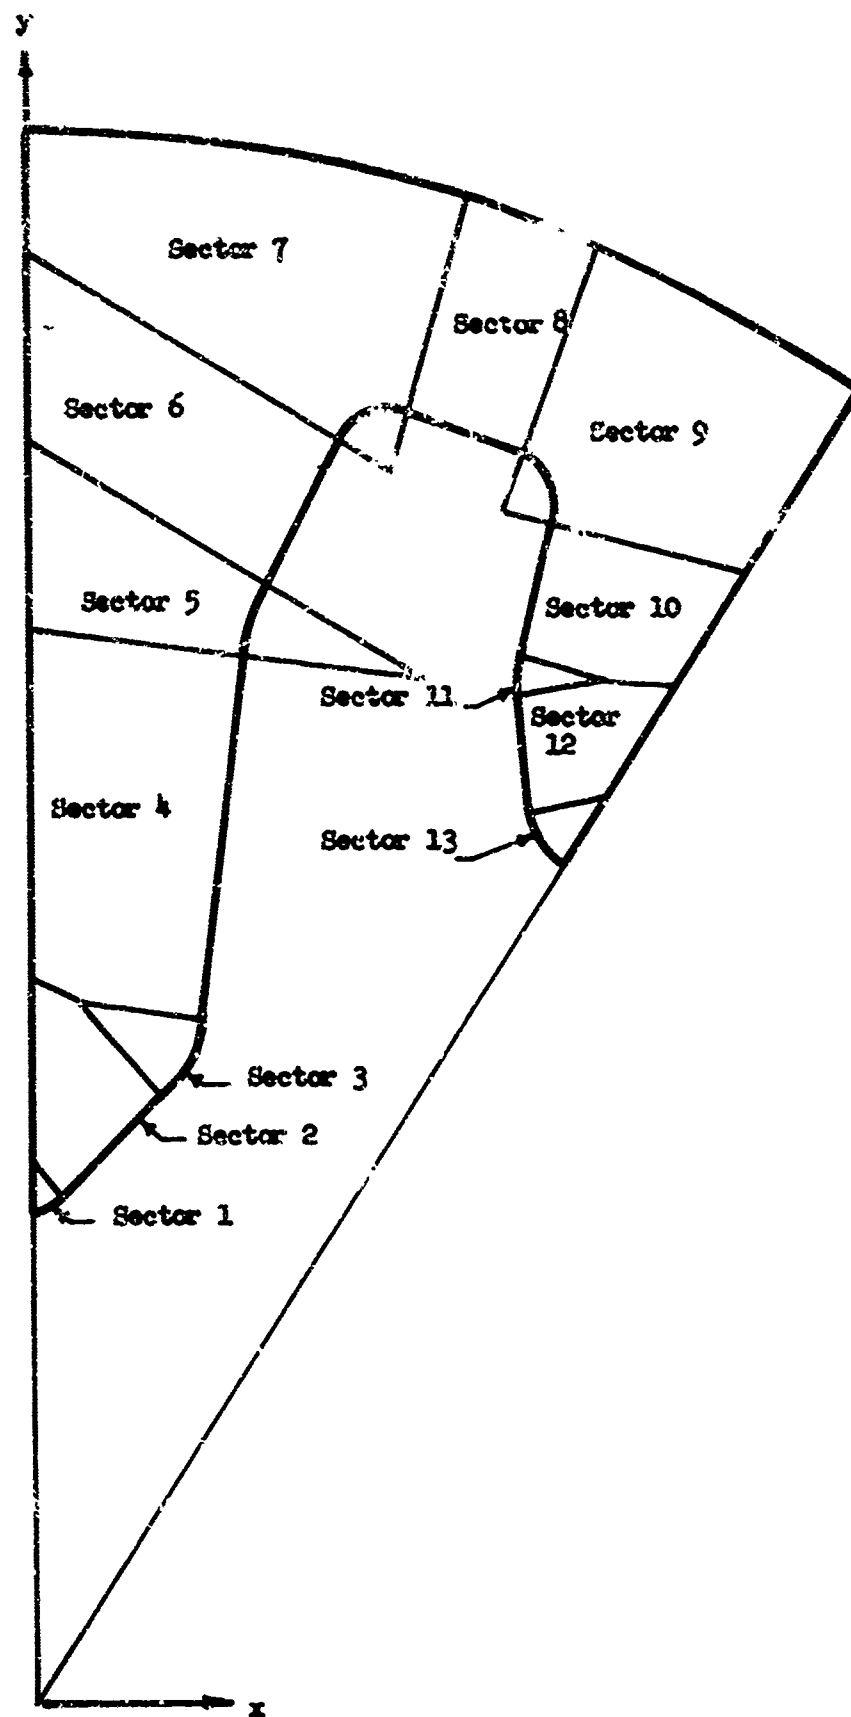 y
Sector 7
Sector 8
Sector 6
Sector 9
Sector 5
Sector 10
Sector 11
Sector
12
Sector 4
Sector 13
Sector 3
Sector 2
Sector 1
x